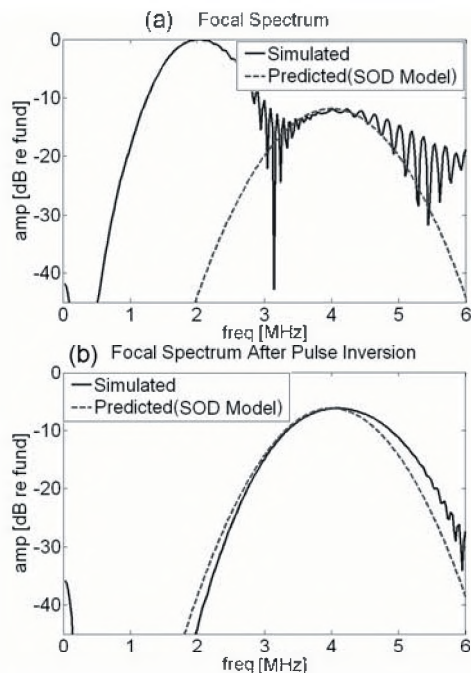 (a) Focal Spectrum
Simulated
Predicted(SOD Model)
amp [dB re fund
0
-10
-20
-30
-40
0 1 2 3 4 5 6
freq [MHz]
(b) Focal Spectrum After Pulse Inversion
Simulated
Predicted(SOD Model)
amp [dB re fund
0
-10
-20
-30
-40
0 1 2 3 4 5 6
freq [MHz]